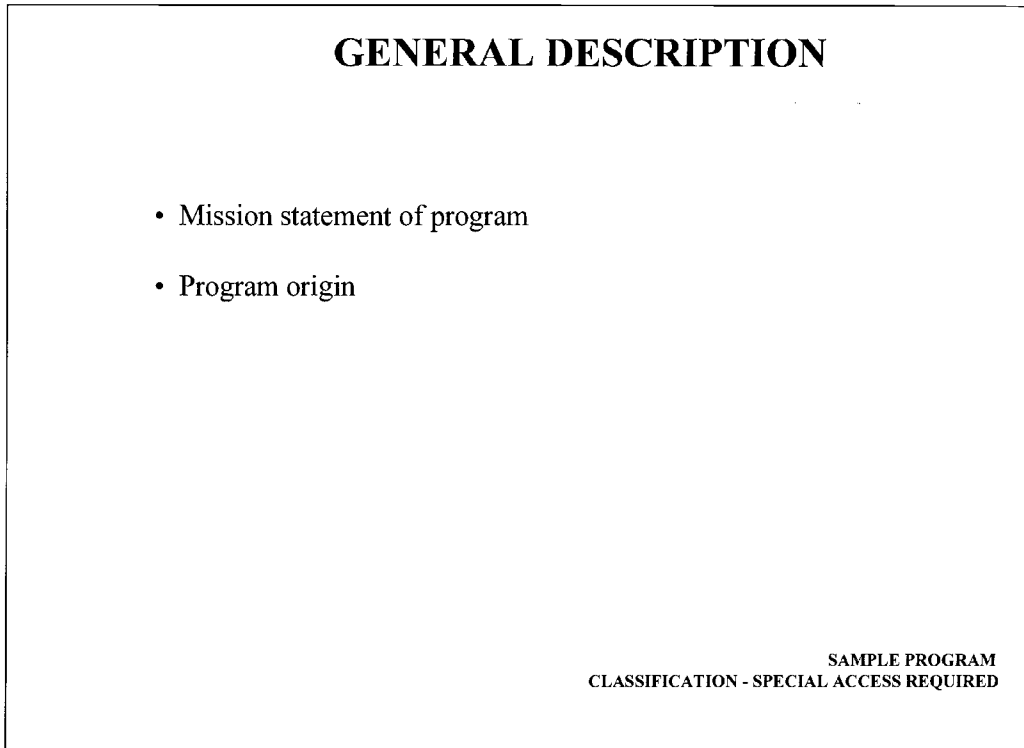 GENERAL DESCRIPTION
• Mission statement of program
• Program origin
SAMPLE PROGRAM
CLASSIFICATION - SPECIAL ACCESS REQUIRED